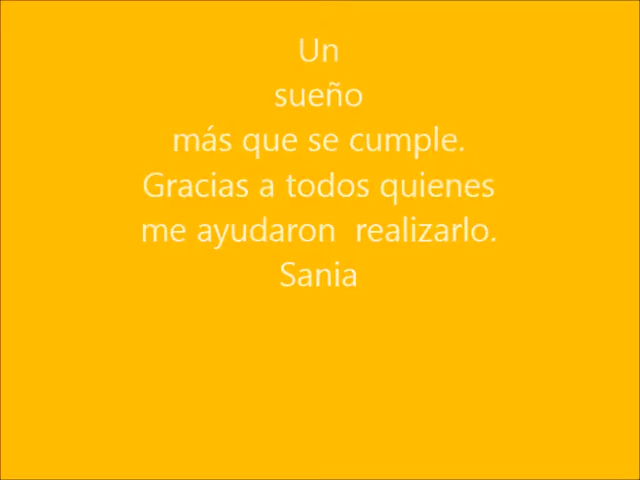 Un
sueño
más que se cumple.
Gracias a todos quienes
me ayudaron  realizarlo.
Sania